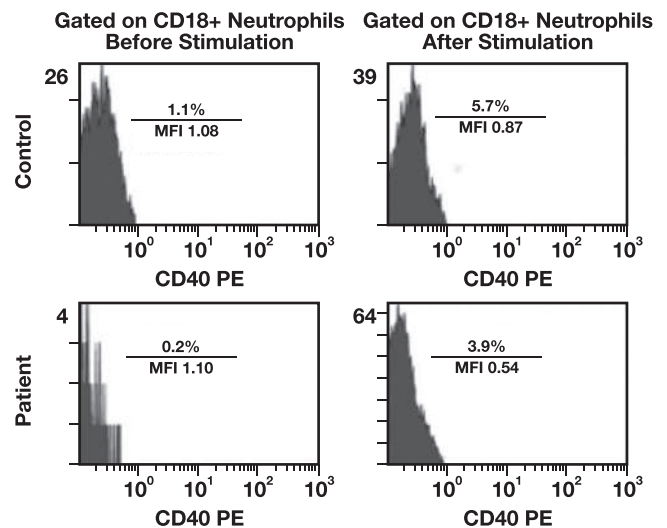 Gated on CD18+ Neutrophils
Before Stimulation
Gated on CD18+ Neutrophils
After Stimulation
Control
26
1.1%
MFI 1.08
10⁰ 10¹ 10² 10³
CD40 PE
39
5.7%
MFI 0.87
10⁰ 10¹ 10² 10³
CD40 PE
Patient
4
0.2%
MFI 1.10
10⁰ 10¹ 10² 10³
CD40 PE
64
3.9%
MFI 0.54
10⁰ 10¹ 10² 10³
CD40 PE